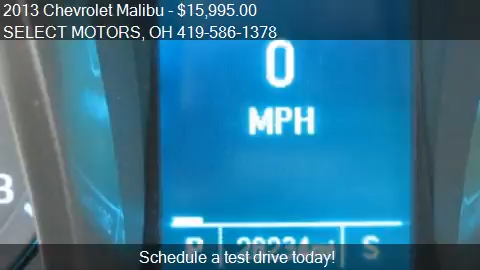 2013 Chevrolet Malibu - $15,995.00
SELECT MOTORS, OH 419-586-1378
0
MPH
S
Schedule a test drive today!